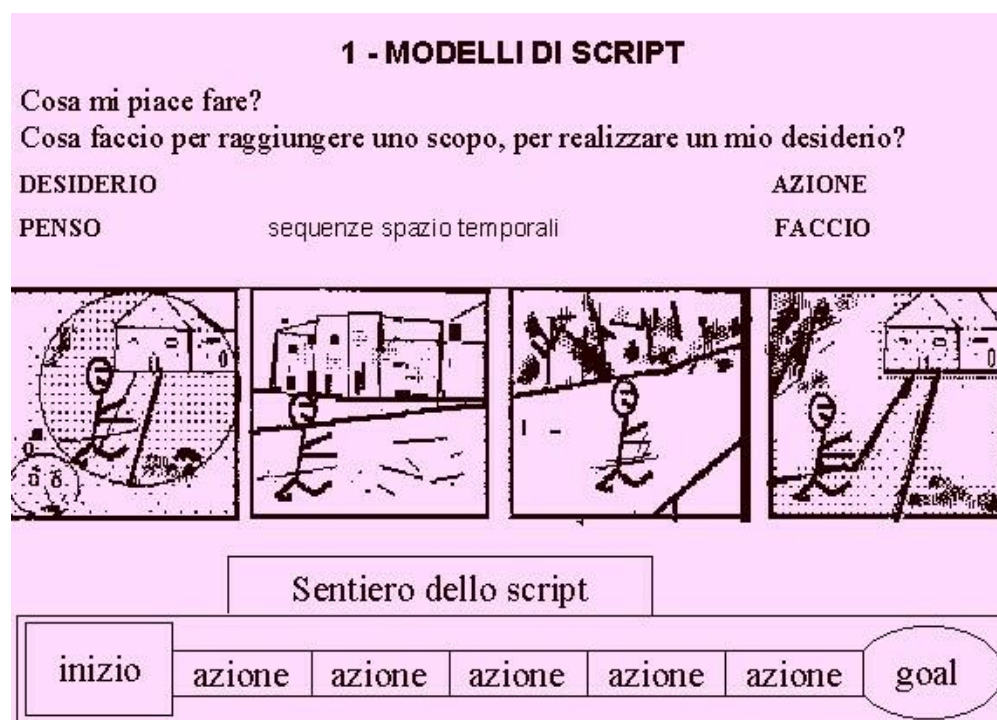 1 - MODELLI DI SCRIPT
Cosa mi piace fare?
Cosa faccio per raggiungere uno scopo, per realizzare un mio desiderio?
DESIDERIO AZIONE
PENSO sequenze spazio temporali FACCIO
Sentiero dello script
inizio azione azione azione azione azione goal